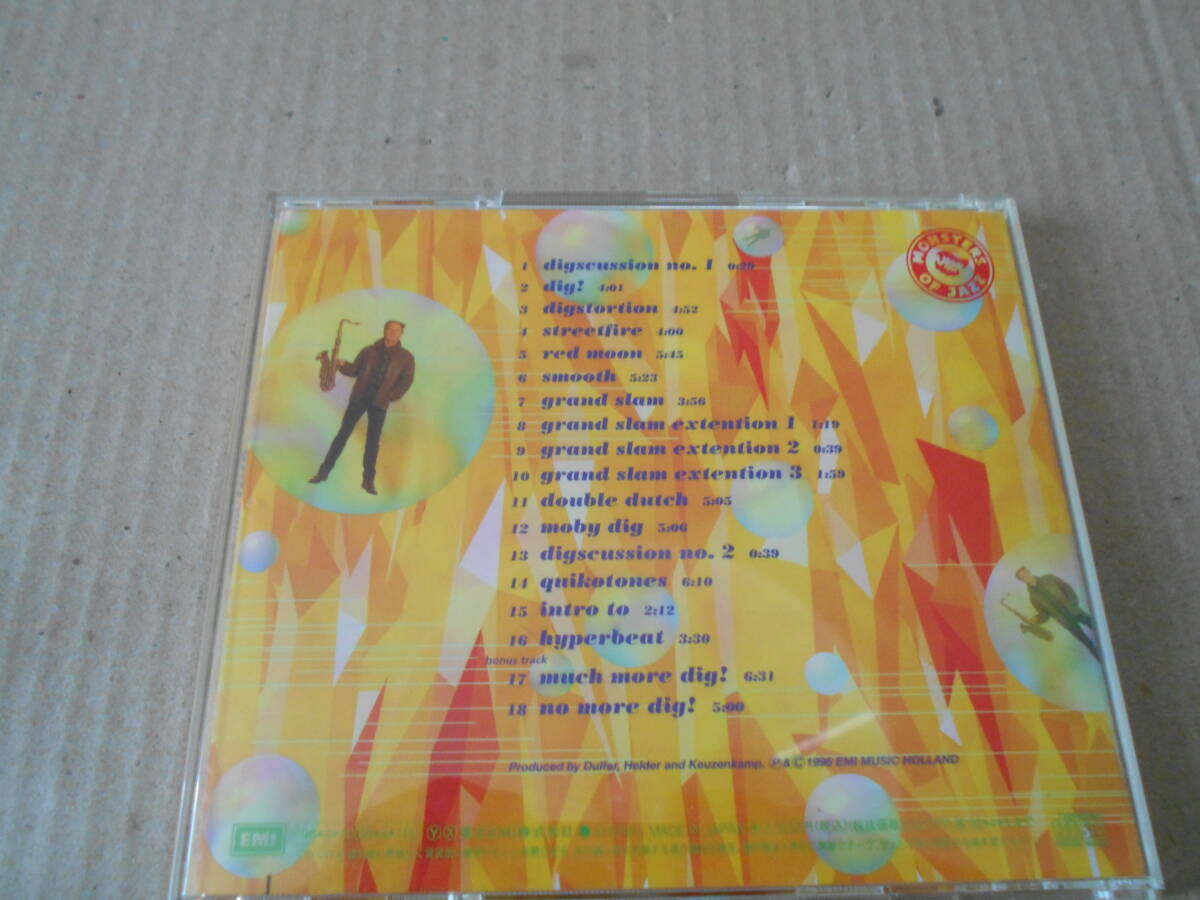 MONSTERS OF JAZZ
1 digscussion no. 1 0:29
2 dig! 4:01
3 digstortion 4:52
4 streetfire 4:00
5 red moon 5:45
6 smooth 5:23
7 grand slam 3:56
8 grand slam extention 1 1:19
9 grand slam extention 2 0:39
10 grand slam extention 3 1:59
11 double dutch 5:05
12 moby dig 5:06
13 digscussion no. 2 0:39
14 quikotones 6:10
15 intro to 2:12
16 hyperbeat 3:30
bonus track
17 much more dig! 6:31
18 no more dig! 5:00
Produced by Dulfer, Helder and Keuzenkamp. Ⓟ & © 1996 EMI MUSIC HOLLAND
EMI